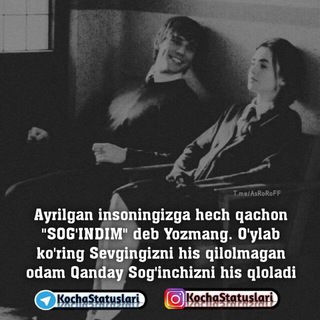 T.me/AsRoRoFF
Ayrilgan insoningizga hech qachon
"SOG'INDIM" deb Yozmang. O'ylab
ko'ring Sevgingizni his qilolmagan
odam Qanday Sog'inchizni his qloladi
KochaStatuslari
KochaStatuslari